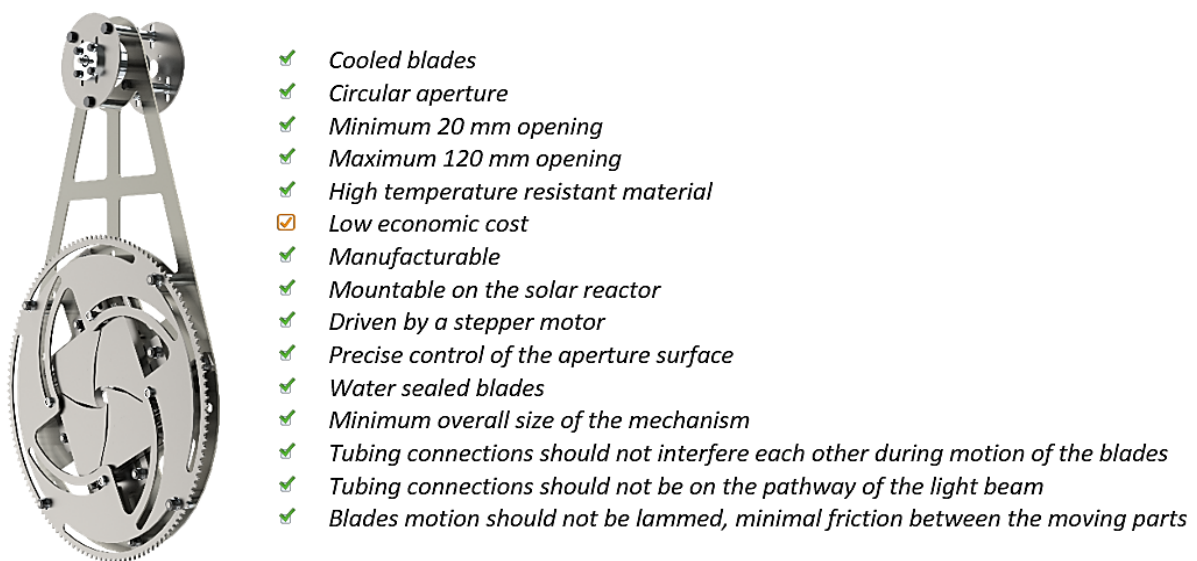 Cooled blades
Circular aperture
Minimum 20 mm opening
Maximum 120 mm opening
High temperature resistant material
Low economic cost
Manufacturable
Mountable on the solar reactor
Driven by a stepper motor
Precise control of the aperture surface
Water sealed blades
Minimum overall size of the mechanism
Tubing connections should not interfere each other during motion of the blades
Tubing connections should not be on the pathway of the light beam
Blades motion should not be lammed, minimal friction between the moving parts